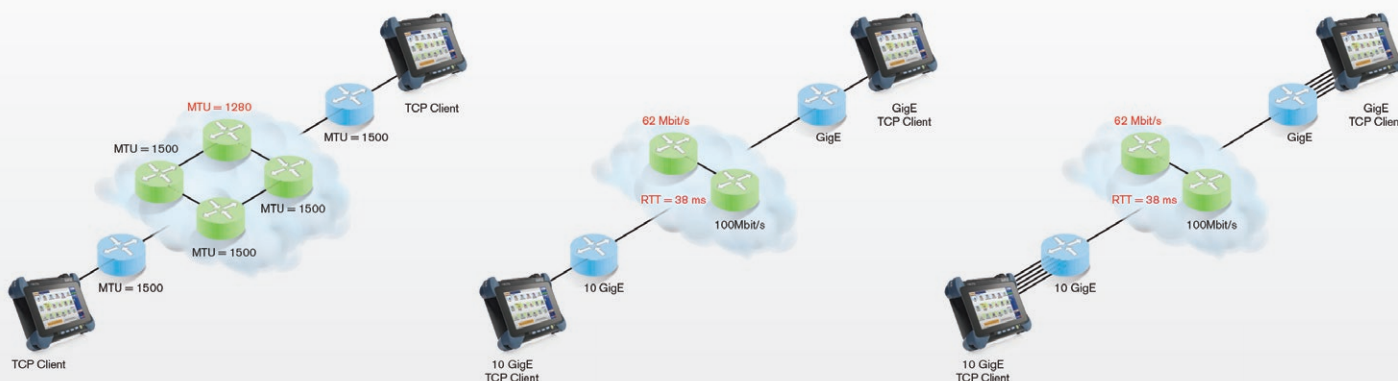 TCP Client
MTU = 1280
MTU = 1500
MTU = 1500
MTU = 1500
MTU = 1500
MTU = 1500
TCP Client
GigE
TCP Client
GigE
62 Mbit/s
RTT = 38 ms
100Mbit/s
10 GigE
10 GigE
TCP Client
GigE
TCP Client
GigE
62 Mbit/s
RTT = 38 ms
100Mbit/s
10 GigE
10 GigE
TCP Client